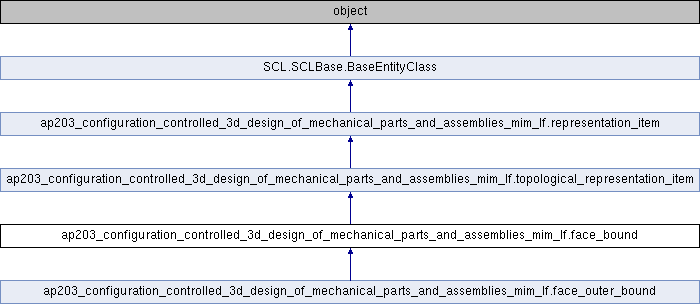 object
SCL.SCLBase.BaseEntityClass
ap203_configuration_controlled_3d_design_of_mechanical_parts_and_assemblies_mim_lf.representation_item
ap203_configuration_controlled_3d_design_of_mechanical_parts_and_assemblies_mim_lf.topological_representation_item
ap203_configuration_controlled_3d_design_of_mechanical_parts_and_assemblies_mim_lf.face_bound
ap203_configuration_controlled_3d_design_of_mechanical_parts_and_assemblies_mim_lf.face_outer_bound